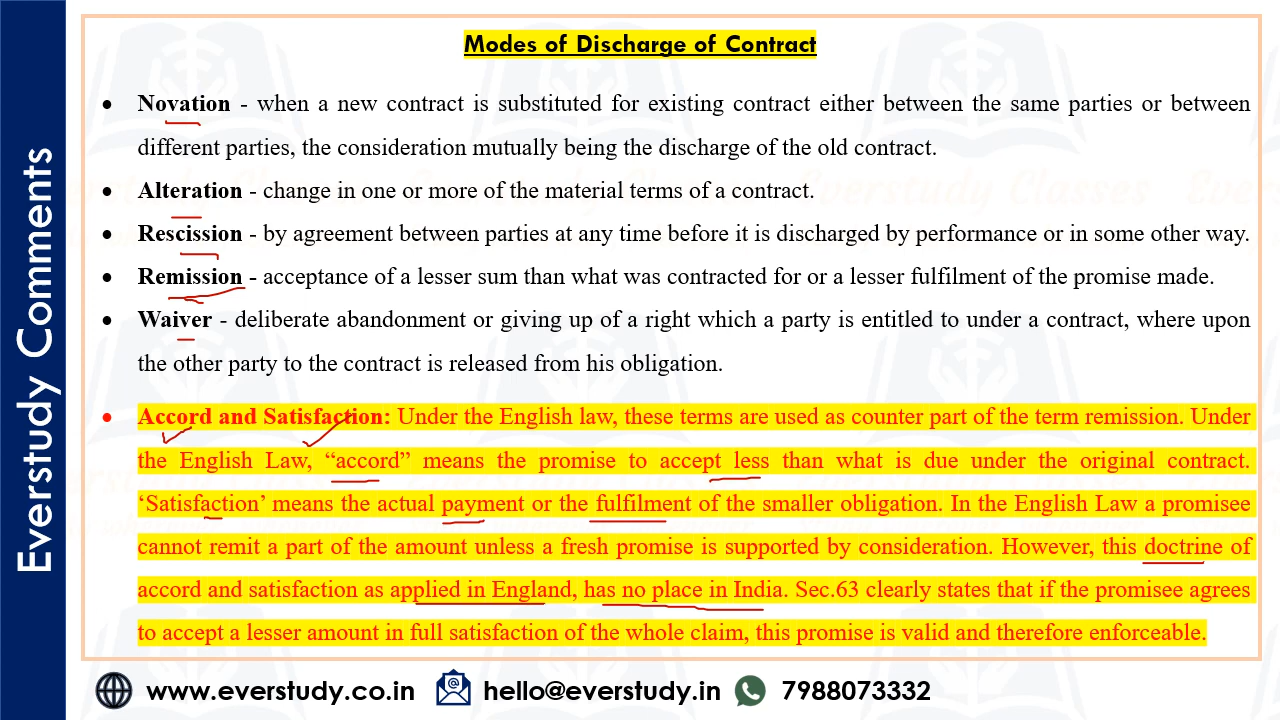 Modes of Discharge of Contract
Everstudy Comments
• Novation - when a new contract is substituted for existing contract either between the same parties or between
different parties, the consideration mutually being the discharge of the old contract.
• Alteration - change in one or more of the material terms of a contract.
• Rescission - by agreement between parties at any time before it is discharged by performance or in some other way.
• Remission - acceptance of a lesser sum than what was contracted for or a lesser fulfilment of the promise made.
• Waiver - deliberate abandonment or giving up of a right which a party is entitled to under a contract, where upon
the other party to the contract is released from his obligation.
• Accord and Satisfaction: Under the English law, these terms are used as counter part of the term remission. Under
the English Law, “accord” means the promise to accept less than what is due under the original contract.
‘Satisfaction’ means the actual payment or the fulfilment of the smaller obligation. In the English Law a promisee
cannot remit a part of the amount unless a fresh promise is supported by consideration. However, this doctrine of
accord and satisfaction as applied in England, has no place in India. Sec.63 clearly states that if the promisee agrees
to accept a lesser amount in full satisfaction of the whole claim, this promise is valid and therefore enforceable.
www.everstudy.co.in hello@everstudy.in 7988073332